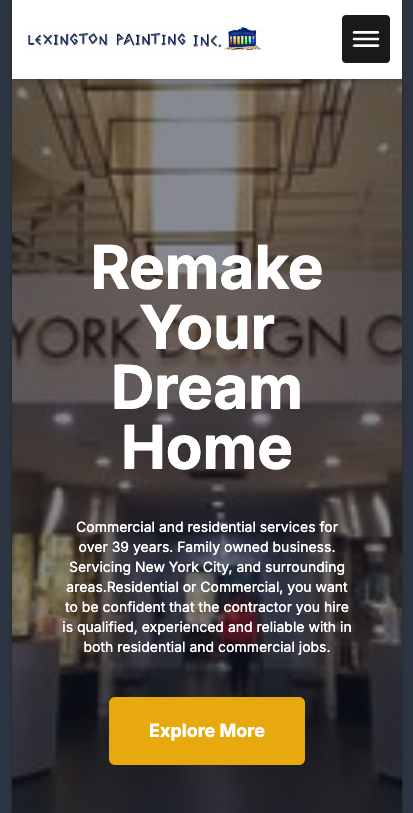 LEXINGTON PAINTING INC.
YORK DESIGN C
Remake
Your
Dream
Home
Commercial and residential services for
over 39 years. Family owned business.
Servicing New York City, and surrounding
areas.Residential or Commercial, you want
to be confident that the contractor you hire
is qualified, experienced and reliable with in
both residential and commercial jobs.
Explore More